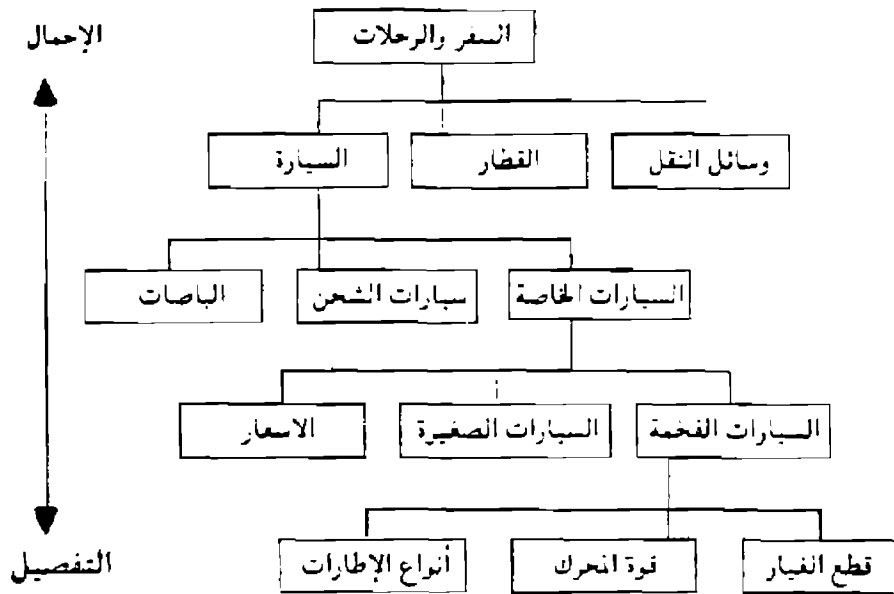 الإجمال
السفر والرحلات
وسائل النقل
القطار
السيارة
السيارات الخاصة
سيارات الشحن
الباصات
السيارات الفخمة
السيارات الصغيرة
الاسعار
قطع الغيار
قوة المحرك
أنواع الإطارات
التفصيل